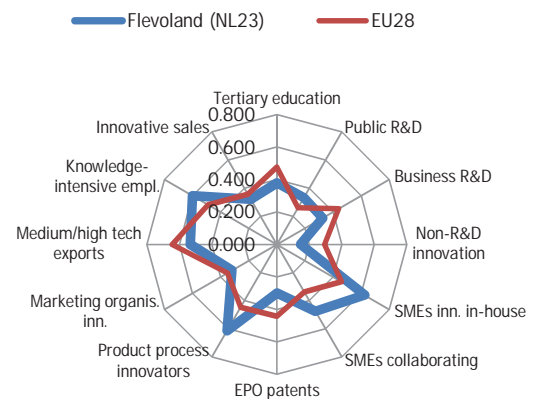 Flevoland (NL23) EU28
Tertiary education
0.800
Innovative sales
Public R&D
0.600
Knowledge-
intensive empl.
0.400
Business R&D
0.200
Medium/high tech
exports
0.000
Non-R&D
innovation
Marketing organis.
inn.
SMEs inn. in-house
Product process
innovators
SMEs collaborating
EPO patents